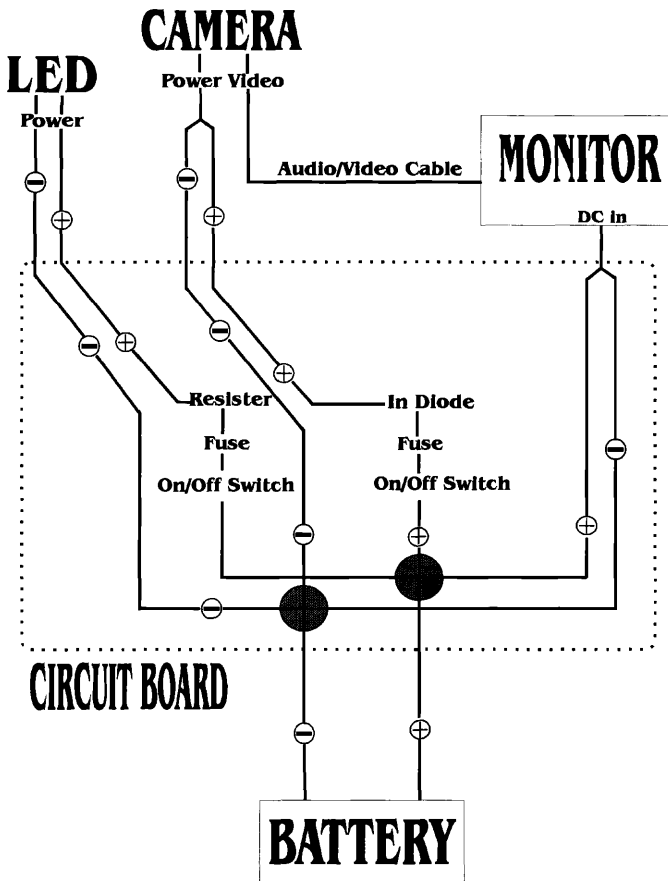 CAMERA
LED
Power Video
Power
MONITOR
Audio/Video Cable
DC in
Resister
In Diode
Fuse
Fuse
On/Off Switch
On/Off Switch
CIRCUIT BOARD
BATTERY